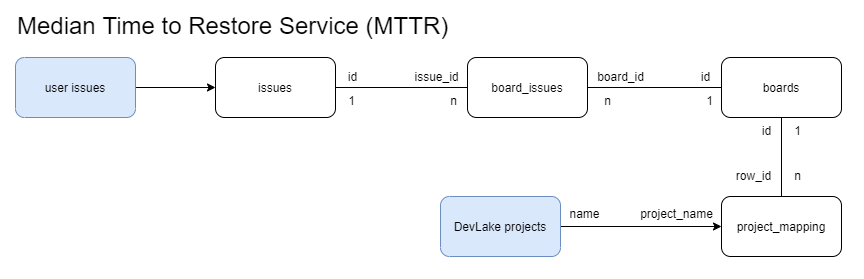 Median Time to Restore Service (MTTR)
user issues
issues
id
issue_id
1
n
board_issues
board_id
id
n
1
boards
id
1
row_id
n
DevLake projects
name
project_name
project_mapping